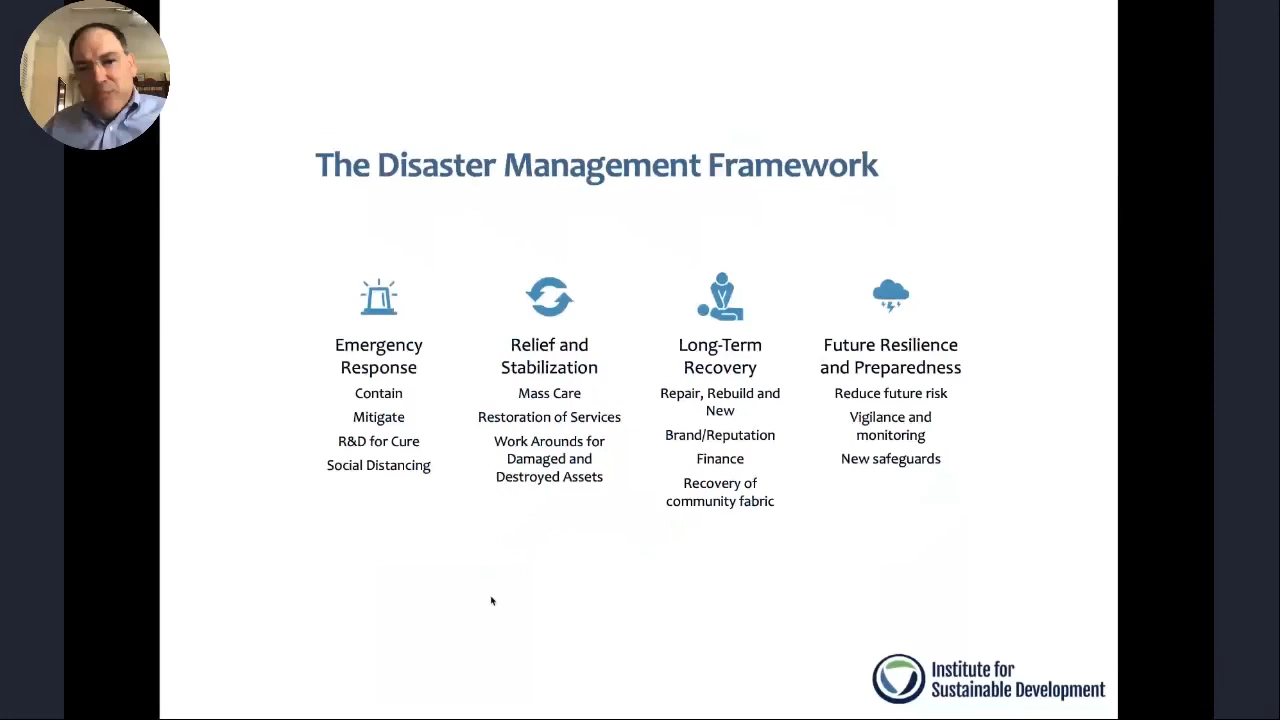 The Disaster Management Framework
Emergency
Response
Contain
Mitigate
R&D for Cure
Social Distancing
Relief and
Stabilization
Mass Care
Restoration of Services
Work Arounds for
Damaged and
Destroyed Assets
Long-Term
Recovery
Repair, Rebuild and
New
Brand/Reputation
Finance
Recovery of
community fabric
Future Resilience
and Preparedness
Reduce future risk
Vigilance and
monitoring
New safeguards
Institute for
Sustainable Development